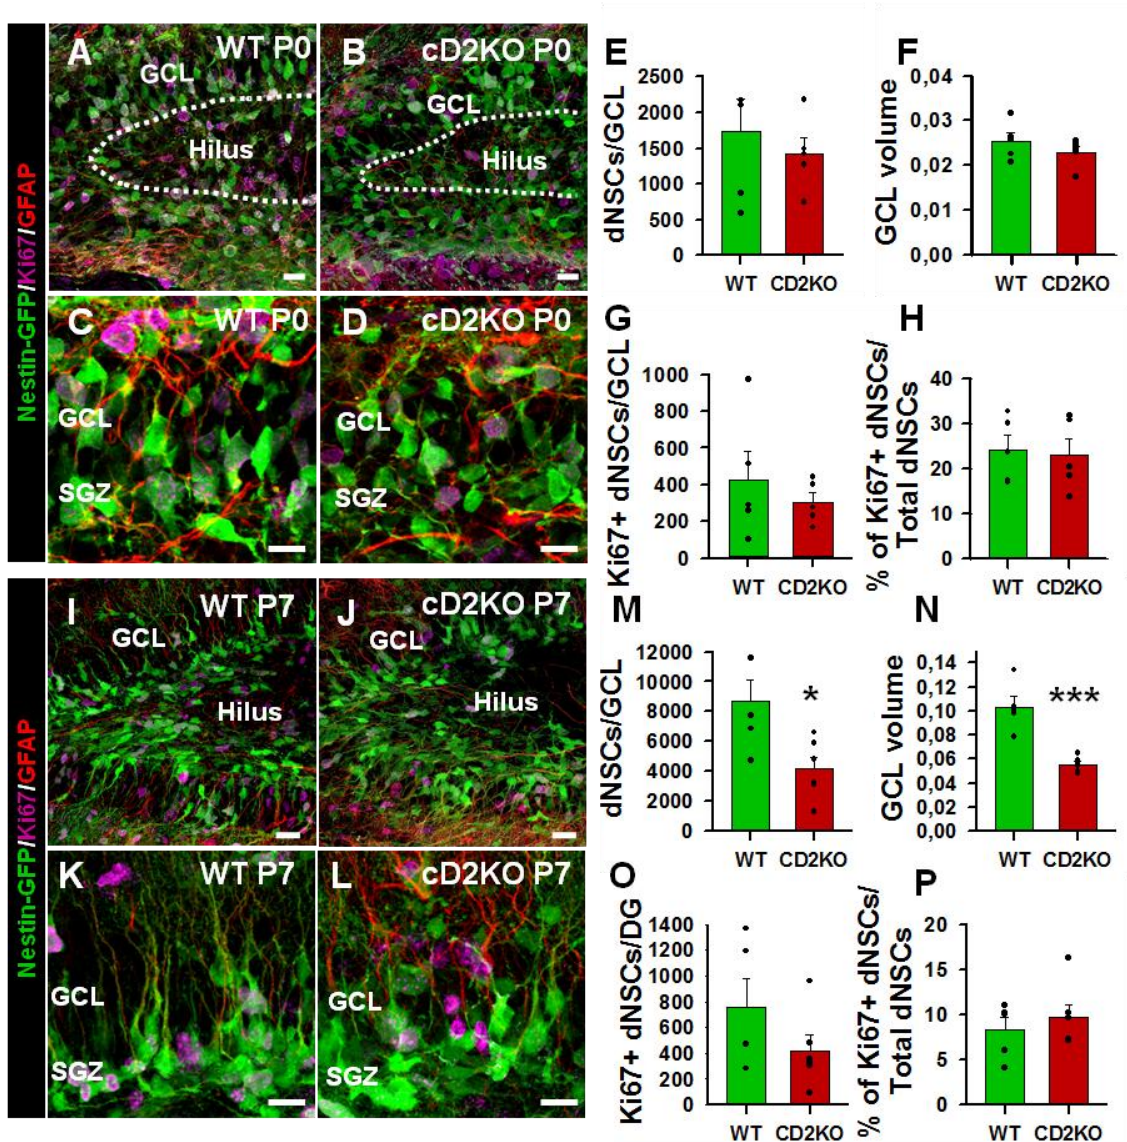 Nestin-GFP/Ki67/GFAP
A WT P0
GCL
Hilus
B cD2KO P0
GCL
Hilus
C WT P0
GCL
SGZ
D cD2KO P0
GCL
SGZ
E
dNSCs/GCL
2500
2000
1500
1000
500
0
WT CD2KO
F
GCL volume
0,04
0,03
0,02
0,01
0,00
WT CD2KO
G
Ki67+ dNSCs/GCL
1000
800
600
400
200
0
WT CD2KO
H
% of Ki67+ dNSCs/
Total dNSCs
40
30
20
10
0
WT CD2KO
Nestin-GFP/Ki67/GFAP
I WT P7
GCL
Hilus
J cD2KO P7
GCL
Hilus
K WT P7
GCL
SGZ
L cD2KO P7
GCL
SGZ
M
dNSCs/GCL
12000
10000
8000
6000
4000
2000
0
*
WT CD2KO
N
GCL volume
0,14
0,12
0,10
0,08
0,06
0,04
0,02
0,00
***
WT CD2KO
O
Ki67+ dNSCs/DG
1400
1200
1000
800
600
400
200
0
WT CD2KO
P
% of Ki67+ dNSCs/
Total dNSCs
20
15
10
5
0
WT CD2KO